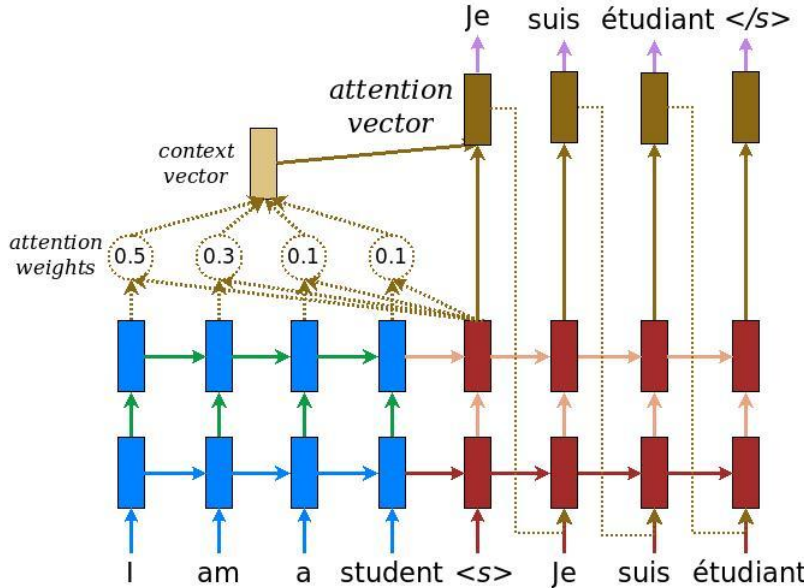 Je suis étudiant </s>
attention
vector
context
vector
attention
weights
0.5 0.3 0.1 0.1
I am a student <s> Je suis étudiant